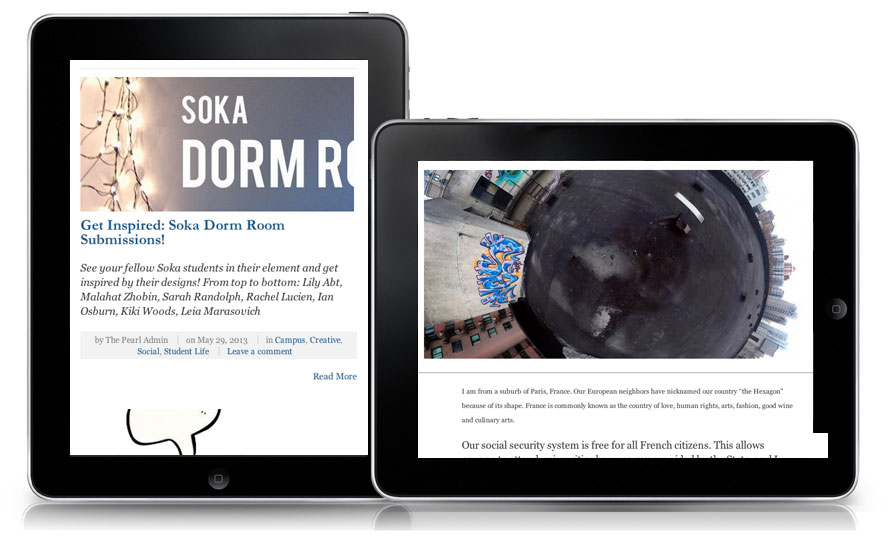 SOKA
DORM RO
Get Inspired: Soka Dorm Room
Submissions!
See your fellow Soka students in their element and get
inspired by their designs! From top to bottom: Lily Abt,
Malahat Zhobin, Sarah Randolph, Rachel Lucien, Ian
Osburn, Kiki Woods, Leia Marasovich
by The Pearl Admin | on May 29, 2013 | in Campus, Creative,
Social, Student Life | Leave a comment
Read More
I am from a suburb of Paris, France. Our European neighbors have nicknamed our country "the Hexagon"
because of its shape. France is commonly known as the country of love, human rights, arts, fashion, good wine
and culinary arts.
Our social security system is free for all French citizens. This allows